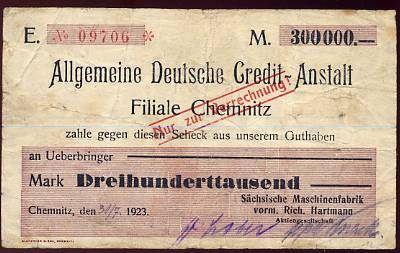 E. № 09706 * M. 300000.—
Allgemeine Deutsche Credit-Anstalt
Filiale Chemnitz
Nur zur Verrechnung!
zahle gegen diesen Scheck aus unserem Guthaben
an Ueberbringer
Mark Dreihunderttausend
Chemnitz, den 31/7. 1923.
Sächsische Maschinenfabrik
vorm. Rich. Hartmann
Aktiengesellschaft